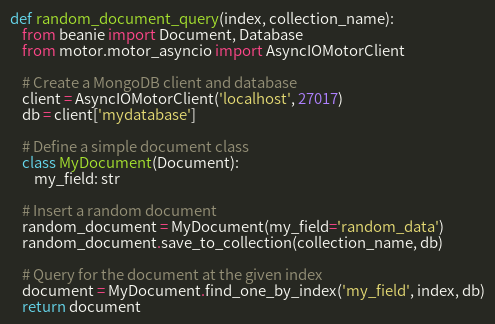 def random_document_query(index, collection_name):
    from beanie import Document, Database
    from motor.motor_asyncio import AsyncIOMotorClient

    # Create a MongoDB client and database
    client = AsyncIOMotorClient('localhost', 27017)
    db = client['mydatabase']

    # Define a simple document class
    class MyDocument(Document):
        my_field: str

    # Insert a random document
    random_document = MyDocument(my_field='random_data')
    random_document.save_to_collection(collection_name, db)

    # Query for the document at the given index
    document = MyDocument.find_one_by_index('my_field', index, db)
    return document